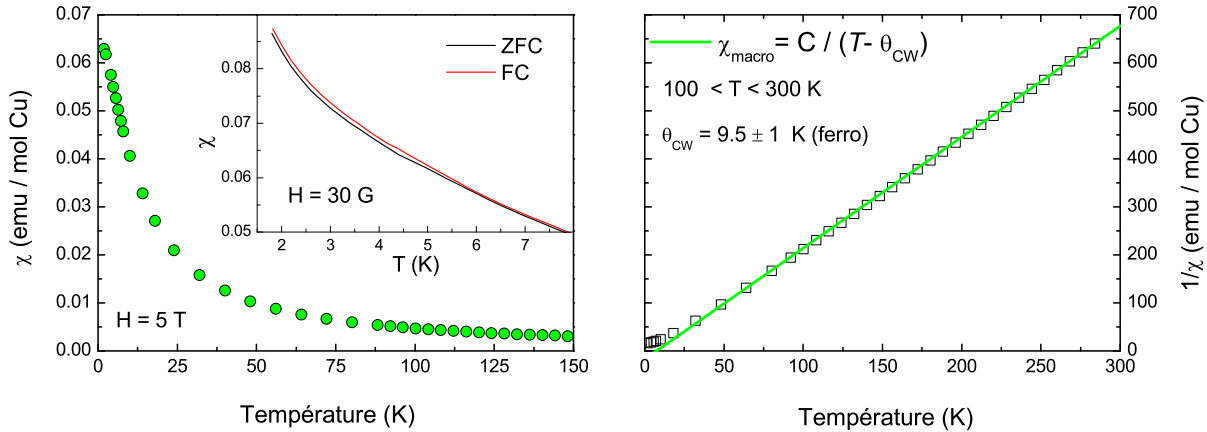 0.07
0.06
0.05
0.04
0.03
0.02
0.01
0.00
χ (emu / mol Cu)
0 25 50 75 100 125 150
Température (K)
H = 5 T
0.08
0.07
0.06
0.05
χ
2 3 4 5 6 7
T (K)
ZFC
FC
H = 30 G
χmacro = C / (T- θCW)
100 < T < 300 K
θCW = 9.5 ± 1 K (ferro)
700
600
500
400
300
200
100
0
1/χ (emu / mol Cu)
0 50 100 150 200 250 300
Température (K)